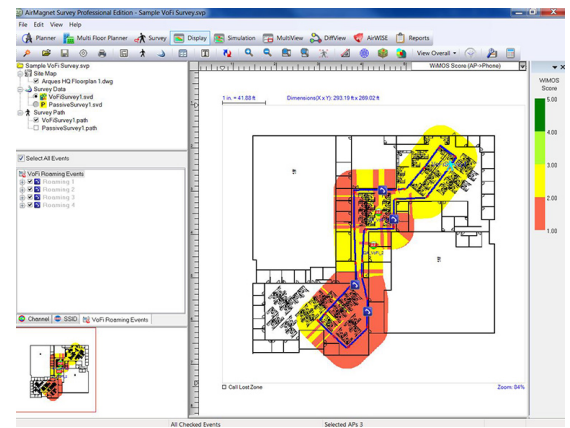 AirMagnet Survey Professional Edition - Sample VoFi Survey.svp
File Edit View Help
Planner Multi Floor Planner Survey Display Simulation MultiView DiffView AirWISE Reports
View Overall
Sample VoFi Survey.svp
Site Map
Arques HQ Floorplan 1.dwg
Survey Data
VoFiSurvey1.svd
PassiveSurvey1.svd
Survey Path
VoFiSurvey1.path
PassiveSurvey1.path
Select All Events
VoFi Roaming Events
Roaming 1
Roaming 2
Roaming 3
Roaming 4
Channel SSID VoFi Roaming Events
WiMOS Score (AP->Phone)
1 in. = 41.88 ft Dimensions(X x Y): 293.19 ft x 269.02 ft
Call Lost Zone
Zoom: 84%
WiMOS
Score
5.00
4.00
3.00
2.00
1.00
All Checked Events Selected APs 3